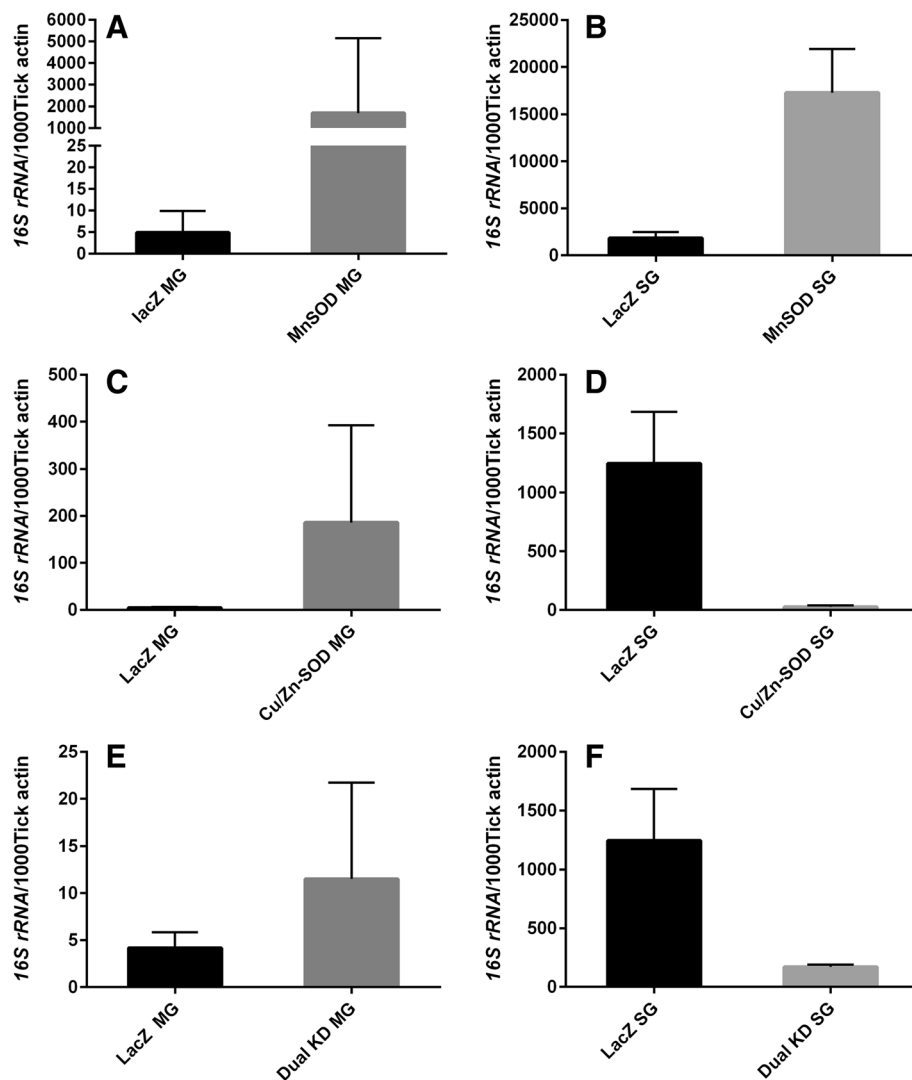 A
16S rRNA/1000Tick actin
6000
5000
4000
3000
2000
1000
25
20
15
10
5
0
lacZ MG
MnSOD MG
B
16S rRNA/1000Tick actin
25000
20000
15000
10000
5000
0
LacZ SG
MnSOD SG
C
16S rRNA/1000Tick actin
500
400
300
200
100
0
LacZ MG
Cu/Zn-SOD MG
D
16S rRNA/1000Tick actin
2000
1500
1000
500
0
LacZ SG
Cu/Zn-SOD SG
E
16S rRNA/1000Tick actin
25
20
15
10
5
0
LacZ MG
Dual KD MG
F
16S rRNA/1000Tick actin
2000
1500
1000
500
0
LacZ SG
Dual KD SG